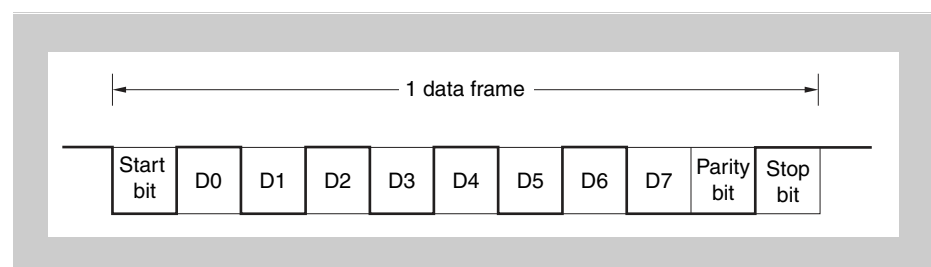 1 data frame
Start
bit
D0
D1
D2
D3
D4
D5
D6
D7
Parity
bit
Stop
bit